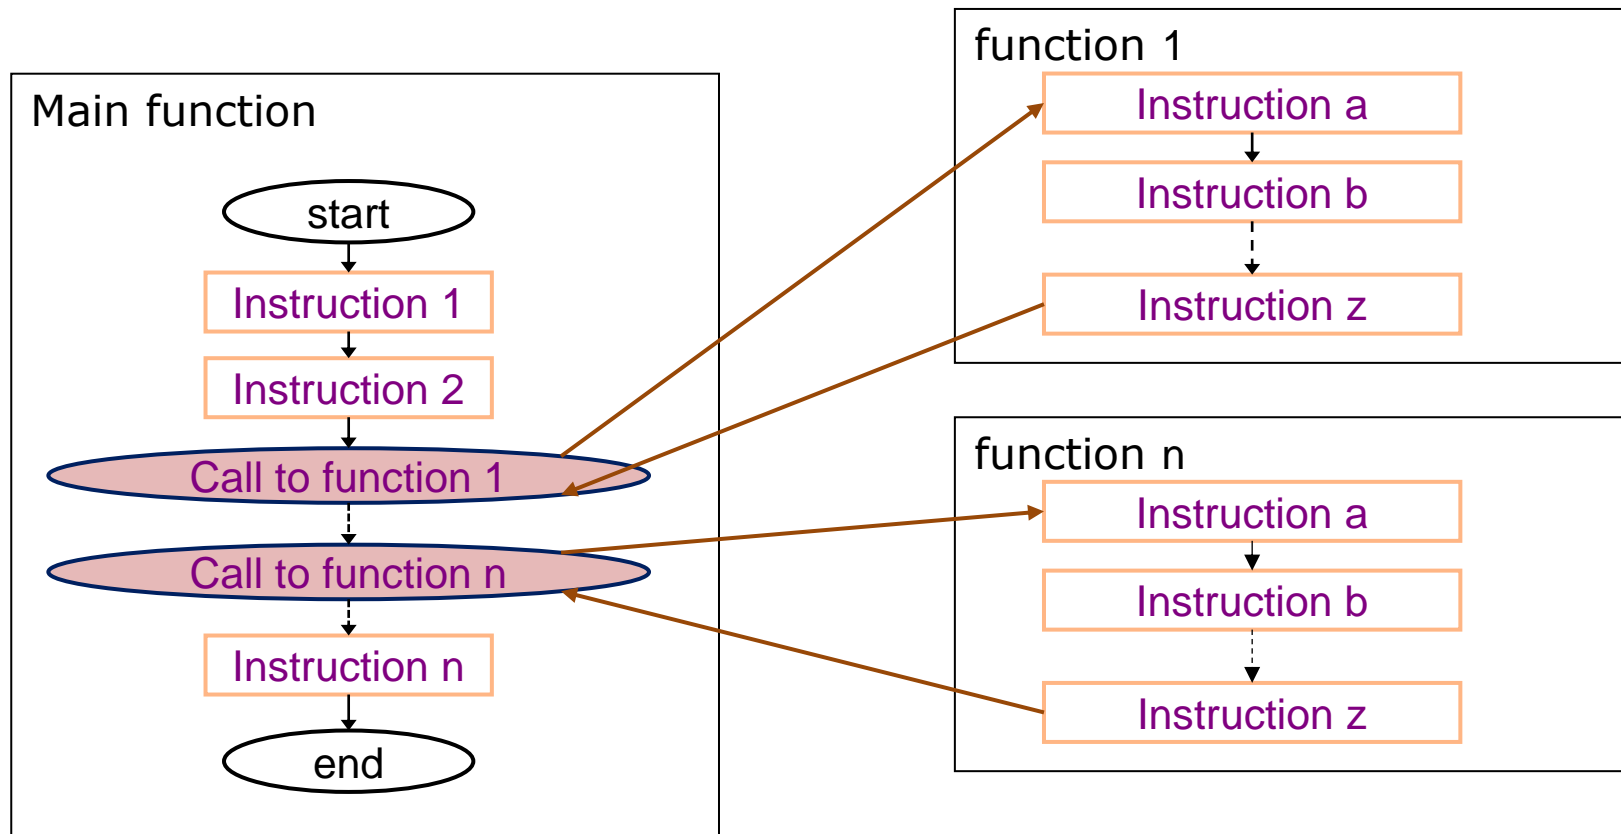 Main function
start
Instruction 1
Instruction 2
Call to function 1
Call to function n
Instruction n
end
function 1
Instruction a
Instruction b
Instruction z
function n
Instruction a
Instruction b
Instruction z